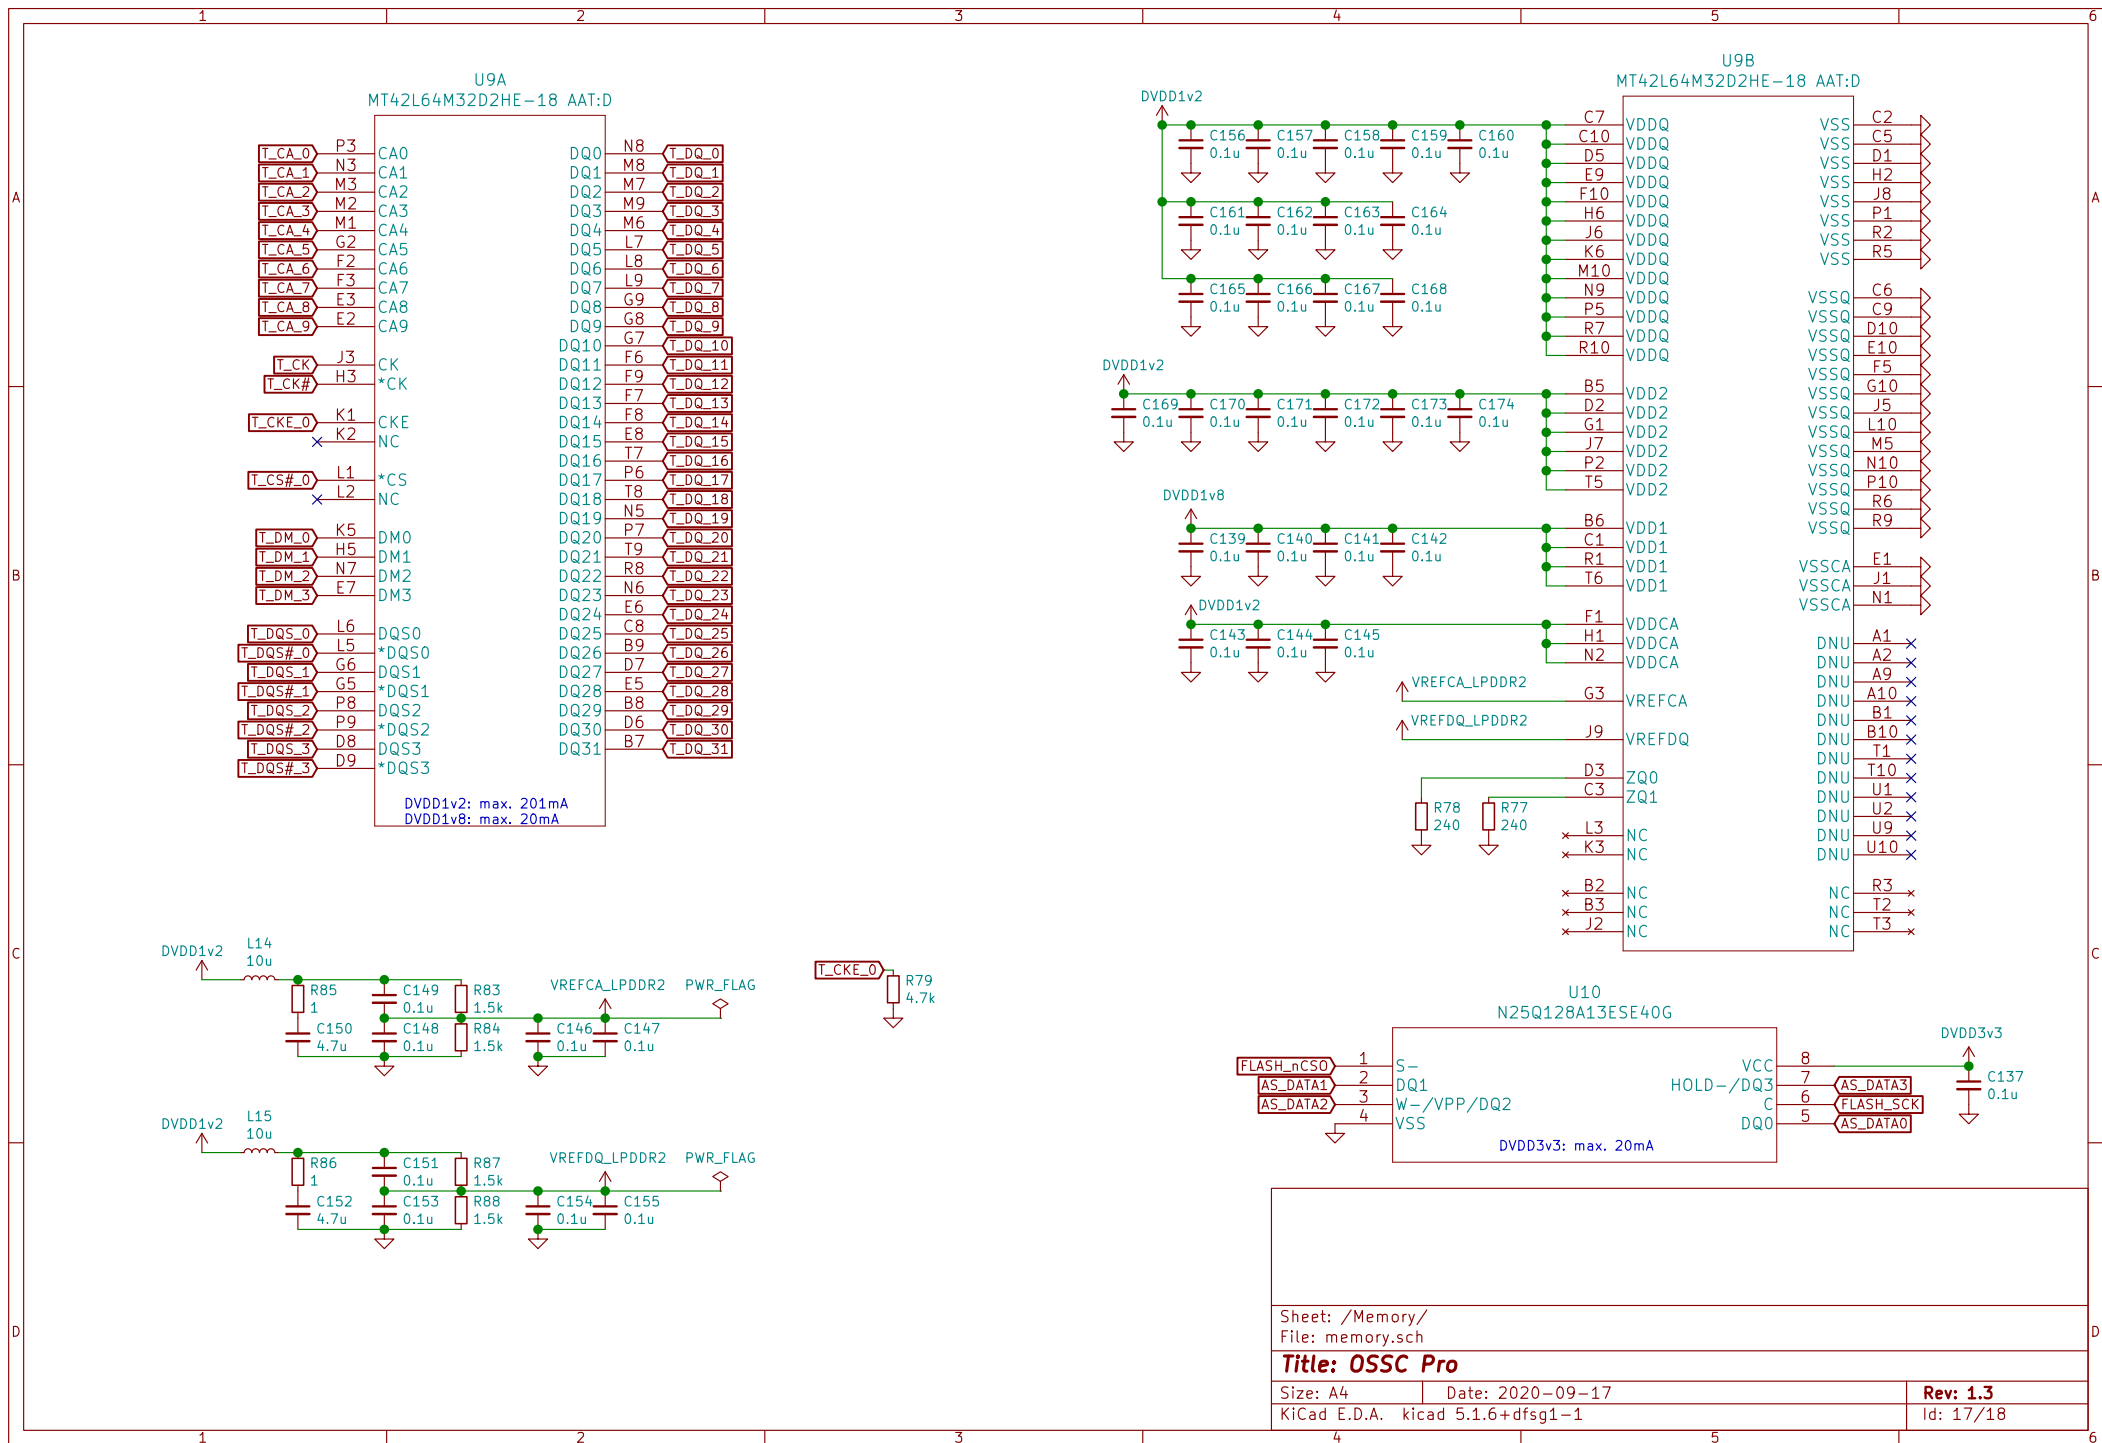 1 2 3 4 5 6
A
B
C
D
U9A
MT42L64M32D2HE-18 AAT:D
T_CA_0 P3 CA0
T_CA_1 N3 CA1
T_CA_2 M3 CA2
T_CA_3 M2 CA3
T_CA_4 M1 CA4
T_CA_5 G2 CA5
T_CA_6 F2 CA6
T_CA_7 F3 CA7
T_CA_8 E3 CA8
T_CA_9 E2 CA9
T_CK J3 CK
T_CK# H3 *CK
T_CKE_0 K1 CKE
K2 NC
T_CS#_0 L1 *CS
L2 NC
T_DM_0 K5 DM0
T_DM_1 H5 DM1
T_DM_2 N7 DM2
T_DM_3 E7 DM3
T_DQS_0 L6 DQS0
T_DQS#_0 L5 *DQS0
T_DQS_1 G6 DQS1
T_DQS#_1 G5 *DQS1
T_DQS_2 P8 DQS2
T_DQS#_2 P9 *DQS2
T_DQS_3 D8 DQS3
T_DQS#_3 D9 *DQS3
DQ0 N8 T_DQ_0
DQ1 M8 T_DQ_1
DQ2 M7 T_DQ_2
DQ3 M9 T_DQ_3
DQ4 M6 T_DQ_4
DQ5 L7 T_DQ_5
DQ6 L8 T_DQ_6
DQ7 L9 T_DQ_7
DQ8 G9 T_DQ_8
DQ9 G8 T_DQ_9
DQ10 G7 T_DQ_10
DQ11 F6 T_DQ_11
DQ12 F9 T_DQ_12
DQ13 F7 T_DQ_13
DQ14 F8 T_DQ_14
DQ15 E8 T_DQ_15
DQ16 T7 T_DQ_16
DQ17 P6 T_DQ_17
DQ18 T8 T_DQ_18
DQ19 N5 T_DQ_19
DQ20 P7 T_DQ_20
DQ21 T9 T_DQ_21
DQ22 R8 T_DQ_22
DQ23 N6 T_DQ_23
DQ24 E6 T_DQ_24
DQ25 C8 T_DQ_25
DQ26 B9 T_DQ_26
DQ27 D7 T_DQ_27
DQ28 E5 T_DQ_28
DQ29 B8 T_DQ_29
DQ30 D6 T_DQ_30
DQ31 B7 T_DQ_31
DVDD1v2: max. 201mA
DVDD1v8: max. 20mA
U9B
MT42L64M32D2HE-18 AAT:D
DVDD1v2
C156 C157 C158 C159 C160
0.1u 0.1u 0.1u 0.1u 0.1u
C161 C162 C163 C164
0.1u 0.1u 0.1u 0.1u
C165 C166 C167 C168
0.1u 0.1u 0.1u 0.1u
DVDD1v2
C169 C170 C171 C172 C173 C174
0.1u 0.1u 0.1u 0.1u 0.1u 0.1u
DVDD1v8
C139 C140 C141 C142
0.1u 0.1u 0.1u 0.1u
DVDD1v2
C143 C144 C145
0.1u 0.1u 0.1u
VREFCA_LPDDR2
VREFDQ_LPDDR2
R78 R77
240 240
C7 VDDQ
C10 VDDQ
D5 VDDQ
E9 VDDQ
F10 VDDQ
H6 VDDQ
J6 VDDQ
K6 VDDQ
M10 VDDQ
N9 VDDQ
P5 VDDQ
R7 VDDQ
R10 VDDQ
B5 VDD2
D2 VDD2
G1 VDD2
J7 VDD2
P2 VDD2
T5 VDD2
B6 VDD1
C1 VDD1
R1 VDD1
T6 VDD1
F1 VDDCA
H1 VDDCA
N2 VDDCA
G3 VREFCA
J9 VREFDQ
D3 ZQ0
C3 ZQ1
L3 NC
K3 NC
B2 NC
B3 NC
J2 NC
VSS C2
VSS C5
VSS D1
VSS H2
VSS J8
VSS P1
VSS R2
VSS R5
VSSQ C6
VSSQ C9
VSSQ D10
VSSQ E10
VSSQ F5
VSSQ G10
VSSQ J5
VSSQ L10
VSSQ M5
VSSQ N10
VSSQ P10
VSSQ R6
VSSQ R9
VSSCA E1
VSSCA J1
VSSCA N1
DNU A1
DNU A2
DNU A9
DNU A10
DNU B1
DNU B10
DNU T1
DNU T10
DNU U1
DNU U2
DNU U9
DNU U10
NC R3
NC T2
NC T3
DVDD1v2 L14
10u
R85 C149 R83
1 0.1u 1.5k
C150 C148 R84
4.7u 0.1u 1.5k
VREFCA_LPDDR2 PWR_FLAG
C146 C147
0.1u 0.1u
T_CKE_0
R79
4.7k
DVDD1v2 L15
10u
R86 C151 R87
1 0.1u 1.5k
C152 C153 R88
4.7u 0.1u 1.5k
VREFDQ_LPDDR2 PWR_FLAG
C154 C155
0.1u 0.1u
U10
N25Q128A13ESE40G
FLASH_nCSO 1 S-
AS_DATA1 2 DQ1
AS_DATA2 3 W-/VPP/DQ2
4 VSS
VCC 8
HOLD-/DQ3 7 AS_DATA3
C 6 FLASH_SCK
DQ0 5 AS_DATA0
DVDD3v3: max. 20mA
DVDD3v3
C137
0.1u
Sheet: /Memory/
File: memory.sch
Title: OSSC Pro
Size: A4 Date: 2020-09-17 Rev: 1.3
KiCad E.D.A. kicad 5.1.6+dfsg1-1 Id: 17/18
A
B
C
D
1 2 3 4 5 6